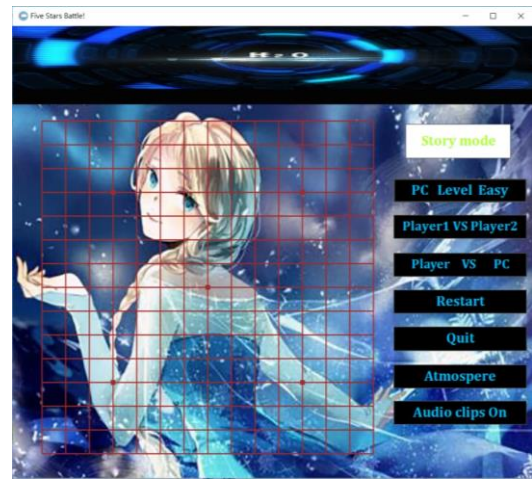 Five Stars Battle!
H2O
Story mode
PC Level Easy
Player1 VS Player2
Player VS PC
Restart
Quit
Atmospere
Audio clips On